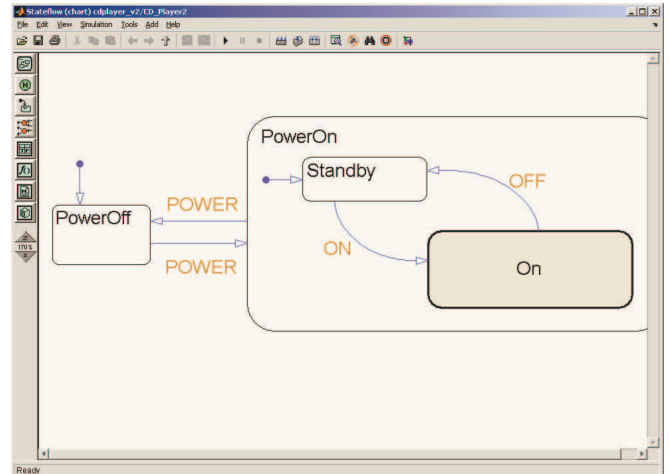 Stateflow (chart) cdplayer_v2/CD_Player2
File Edit View Simulation Tools Add Help
PowerOn
Standby
OFF
POWER
PowerOff
ON
On
POWER
170%
Ready